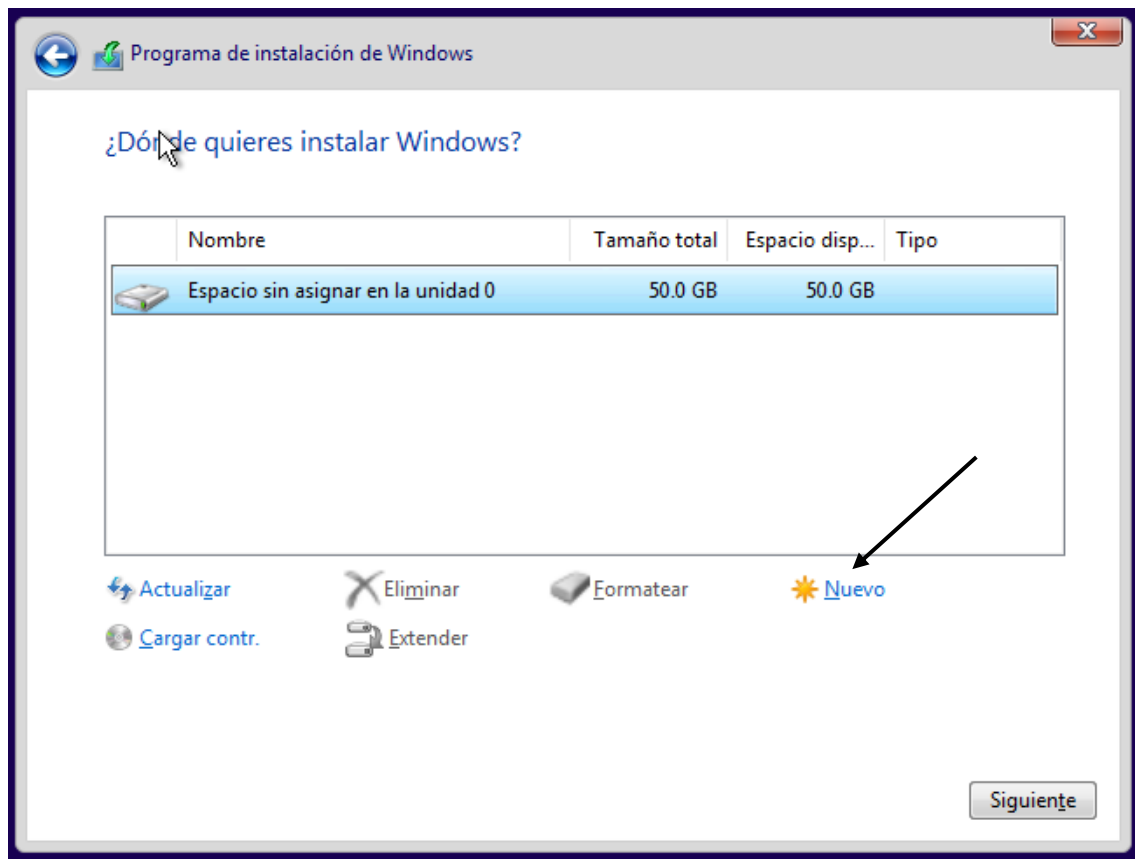 Programa de instalación de Windows
¿Dónde quieres instalar Windows?
Nombre Tamaño total Espacio disp... Tipo
Espacio sin asignar en la unidad 0 50.0 GB 50.0 GB
Actualizar Eliminar Formatear Nuevo
Cargar contr. Extender
Siguiente